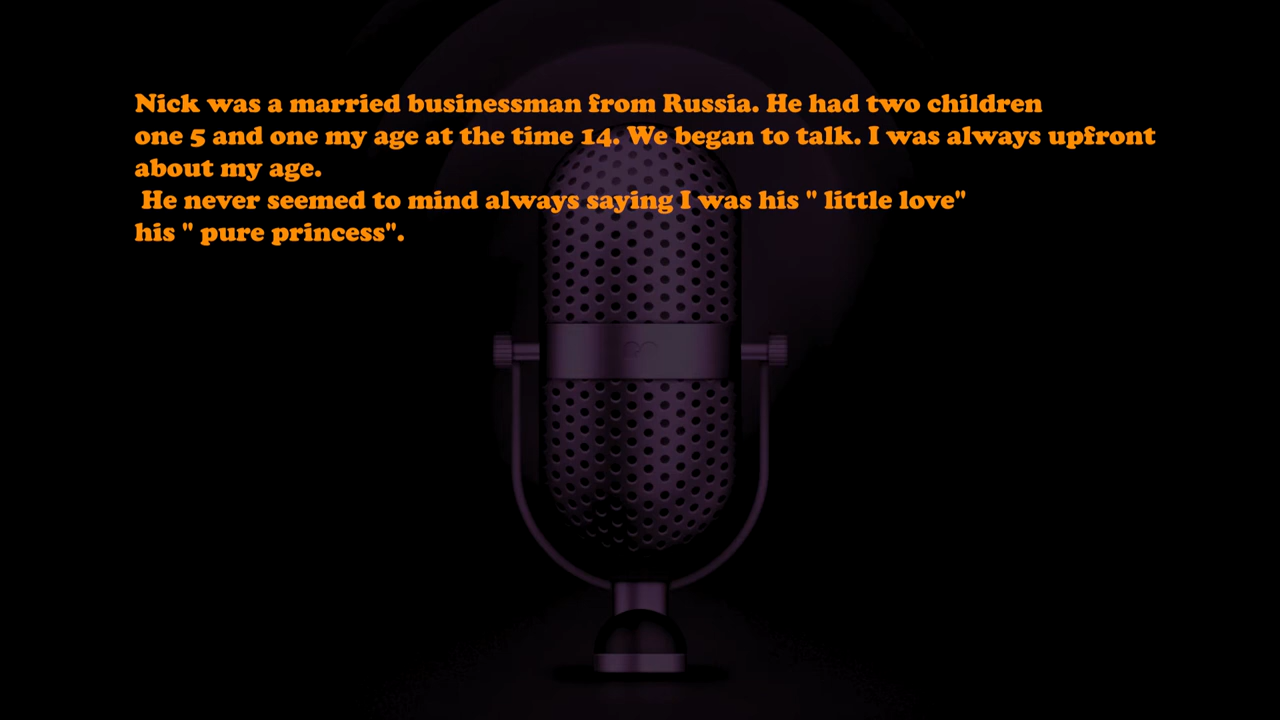 Nick was a married businessman from Russia. He had two children
one 5 and one my age at the time 14. We began to talk. I was always upfront
about my age.
He never seemed to mind always saying I was his " little love"
his " pure princess".